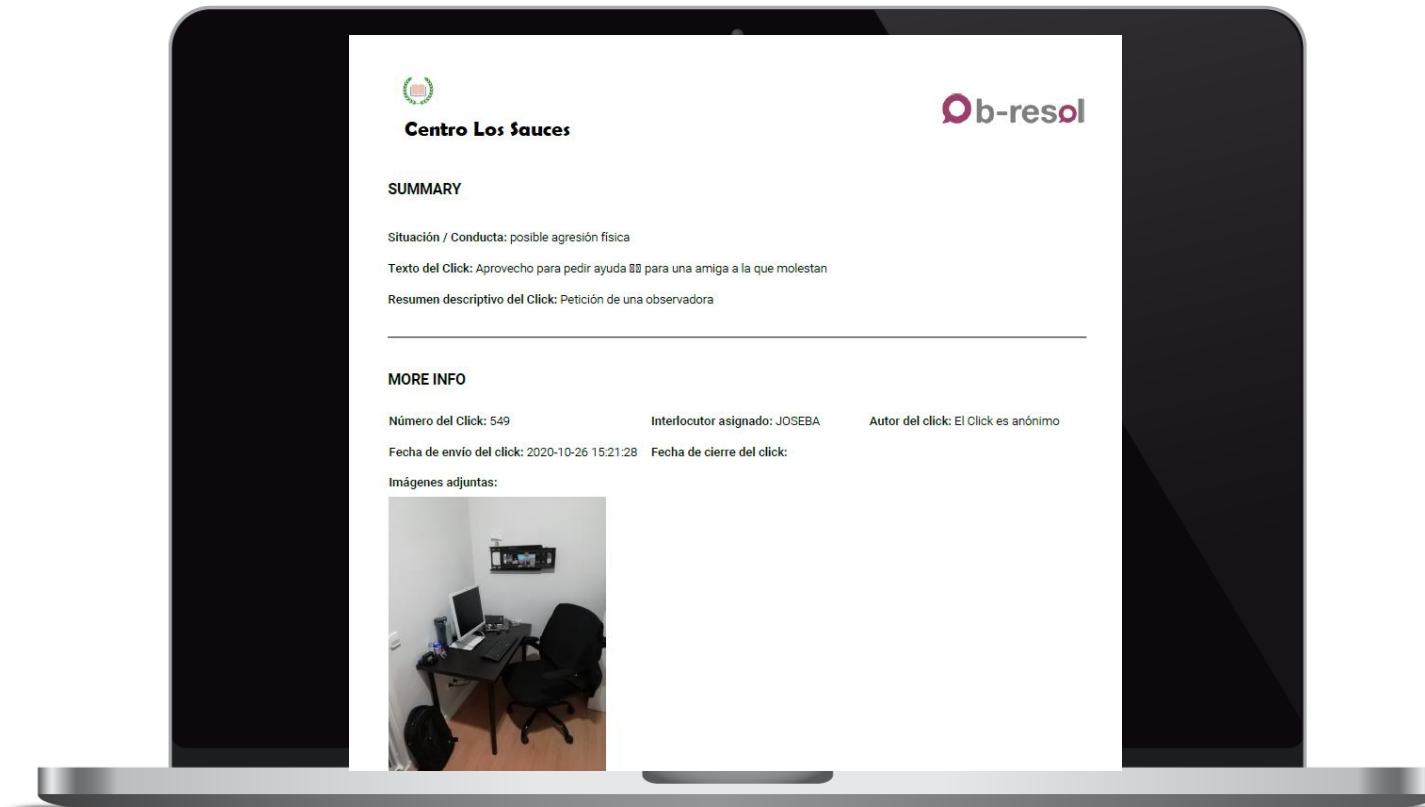 Centro Los Sauces
b-resol
SUMMARY
Situación / Conducta: posible agresión física
Texto del Click: Aprovecho para pedir ayuda ▯▯ para una amiga a la que molestan
Resumen descriptivo del Click: Petición de una observadora
MORE INFO
Número del Click: 549 Interlocutor asignado: JOSEBA Autor del click: El Click es anónimo
Fecha de envío del click: 2020-10-26 15:21:28 Fecha de cierre del click:
Imágenes adjuntas: